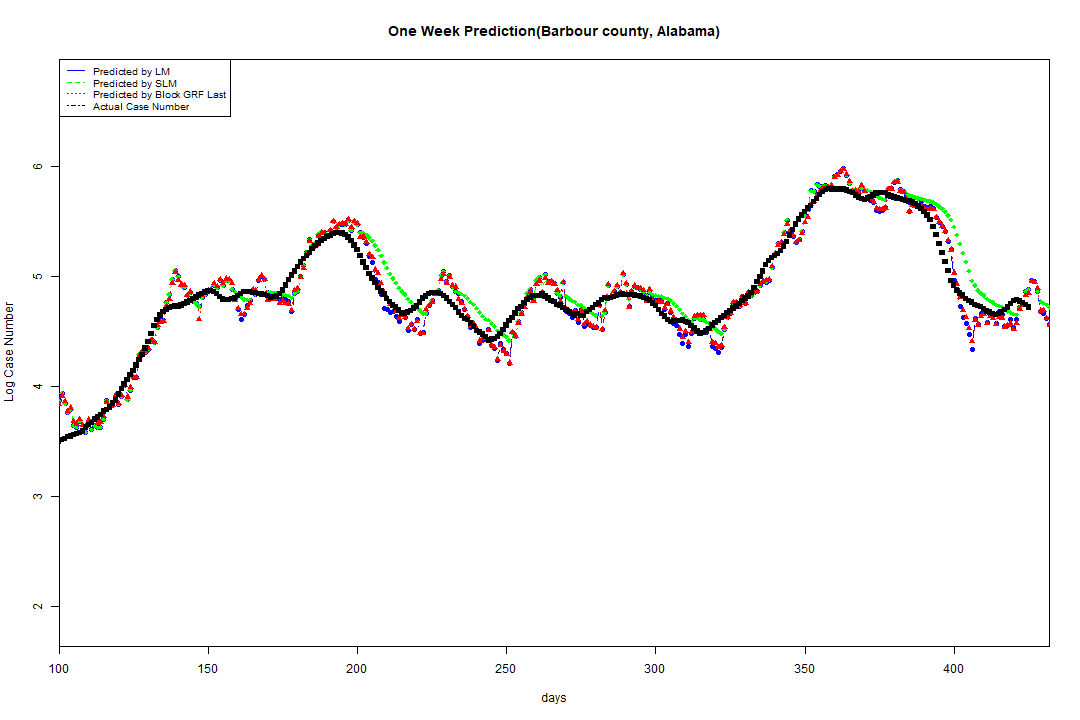 One Week Prediction(Barbour county, Alabama)
Predicted by LM
Predicted by SLM
Predicted by Block GRF Last
Actual Case Number
Log Case Number
6
5
4
3
2
100 150 200 250 300 350 400
days